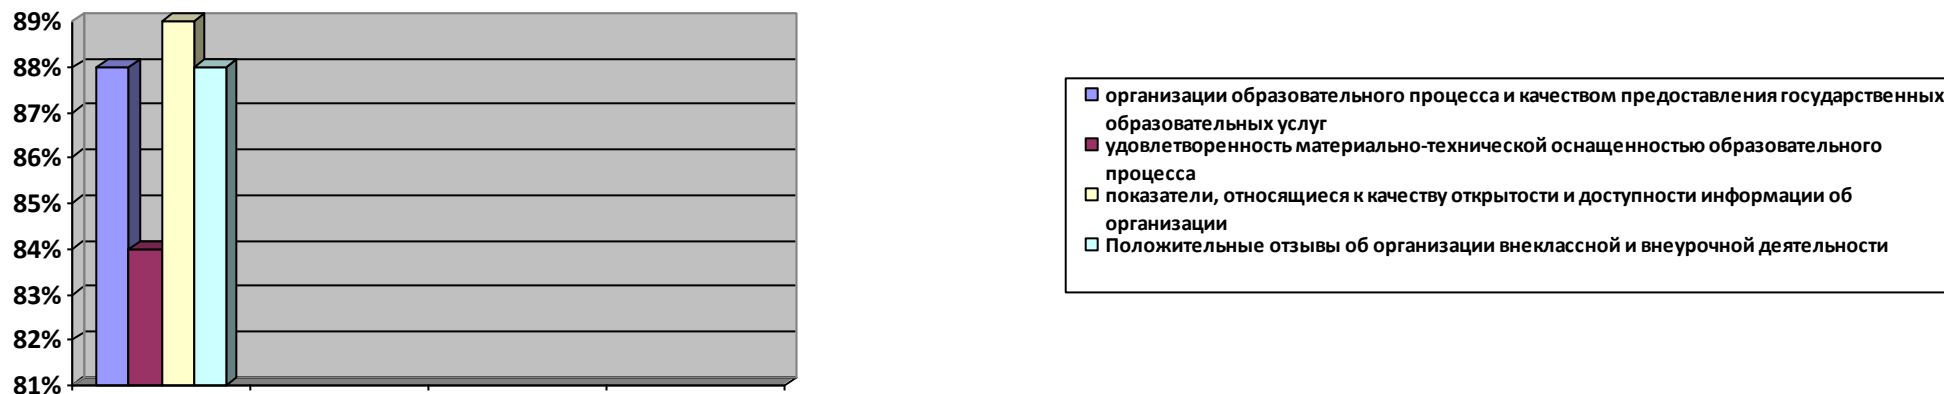 89%
88%
87%
86%
85%
84%
83%
82%
81%
организации образовательного процесса и качеством предоставления государственных
образовательных услуг
удовлетворенность материально-технической оснащенностью образовательного
процесса
показатели, относящиеся к качеству открытости и доступности информации об
организации
Положительные отзывы об организации внеклассной и внеурочной деятельности